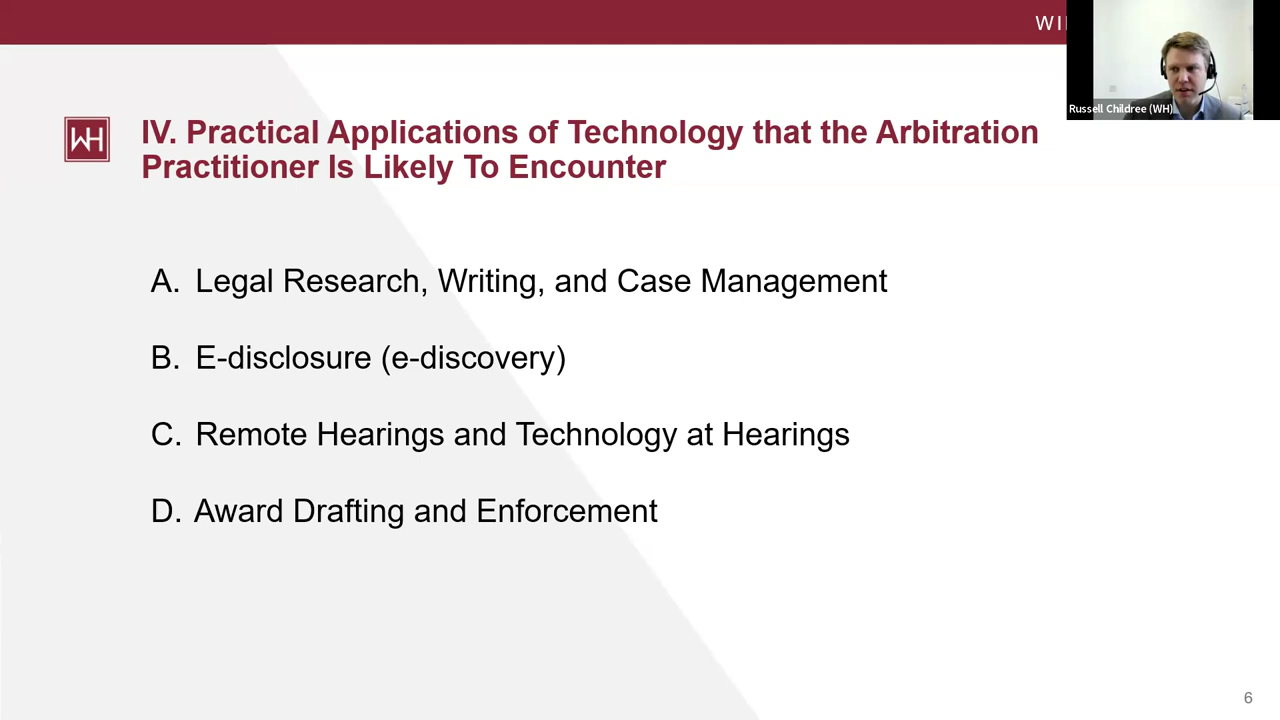 WI
Russell Childree (WH)
WH
IV. Practical Applications of Technology that the Arbitration
Practitioner Is Likely To Encounter
A. Legal Research, Writing, and Case Management
B. E-disclosure (e-discovery)
C. Remote Hearings and Technology at Hearings
D. Award Drafting and Enforcement
6